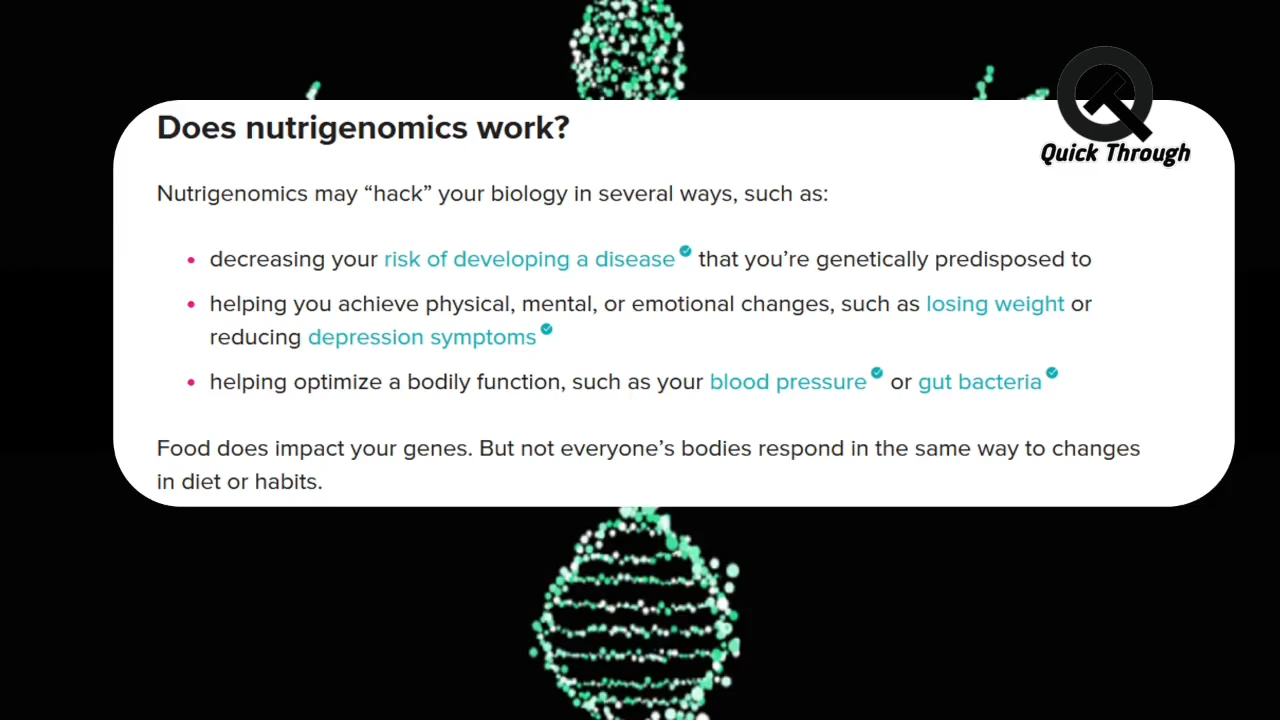 Does nutrigenomics work?
Quick Through
Nutrigenomics may “hack” your biology in several ways, such as:
• decreasing your risk of developing a disease that you’re genetically predisposed to
• helping you achieve physical, mental, or emotional changes, such as losing weight or
reducing depression symptoms
• helping optimize a bodily function, such as your blood pressure or gut bacteria
Food does impact your genes. But not everyone’s bodies respond in the same way to changes
in diet or habits.